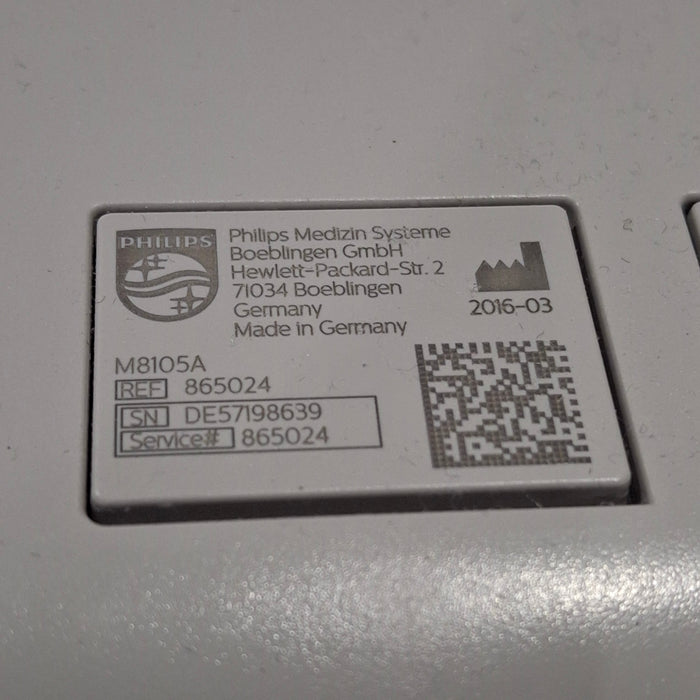 PHILIPS
Philips Medizin Systeme
Boeblingen GmbH
Hewlett-Packard-Str. 2
71034 Boeblingen
Germany
Made in Germany
2016-03
M8105A
REF 865024
SN DE57198639
Service# 865024